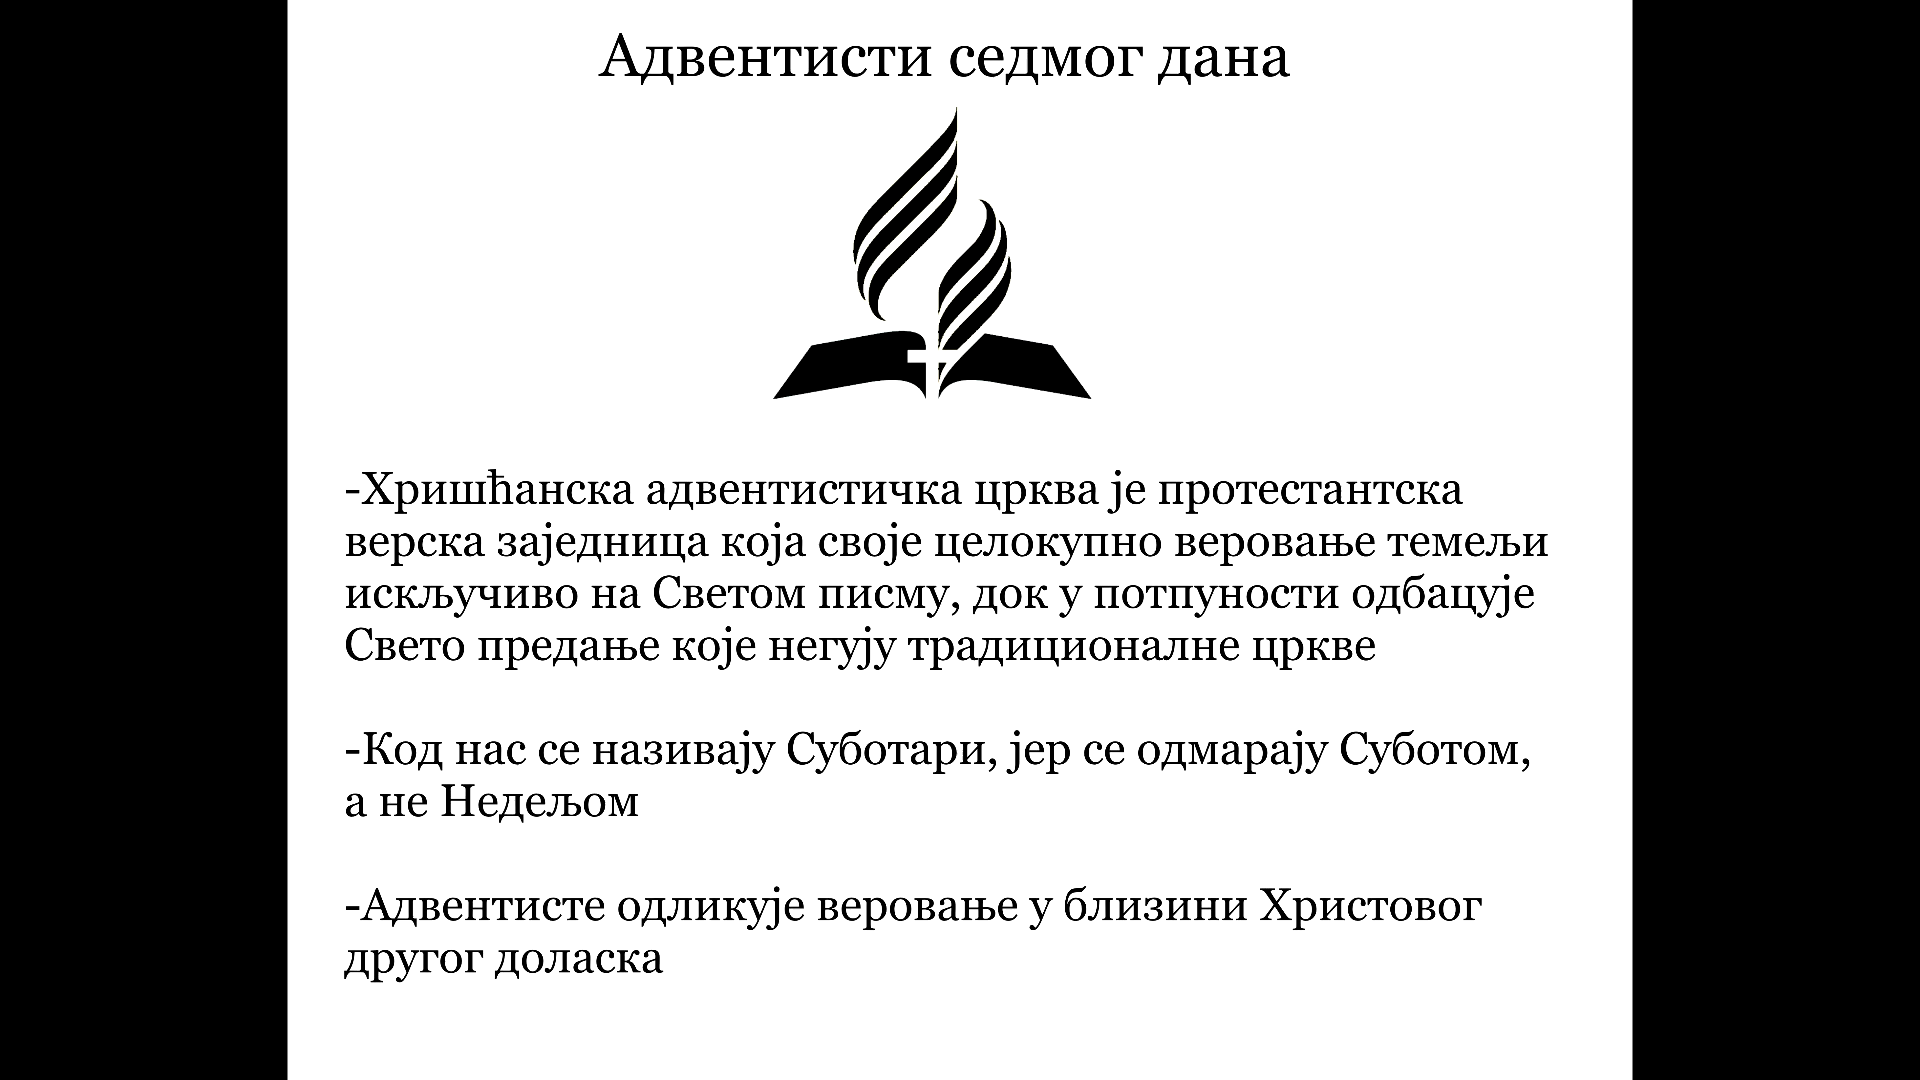 Адвентисти седмог дана
-Хришћанска адвентистичка црква је протестантска
верска заједница која своје целокупно веровање темељи
искључиво на Светом писму, док у потпуности одбацује
Свето предање које негују традиционалне цркве
-Код нас се називају Суботари, јер се одмарају Суботом,
а не Недељом
-Адвентисте одликује веровање у близини Христовог
другог доласка